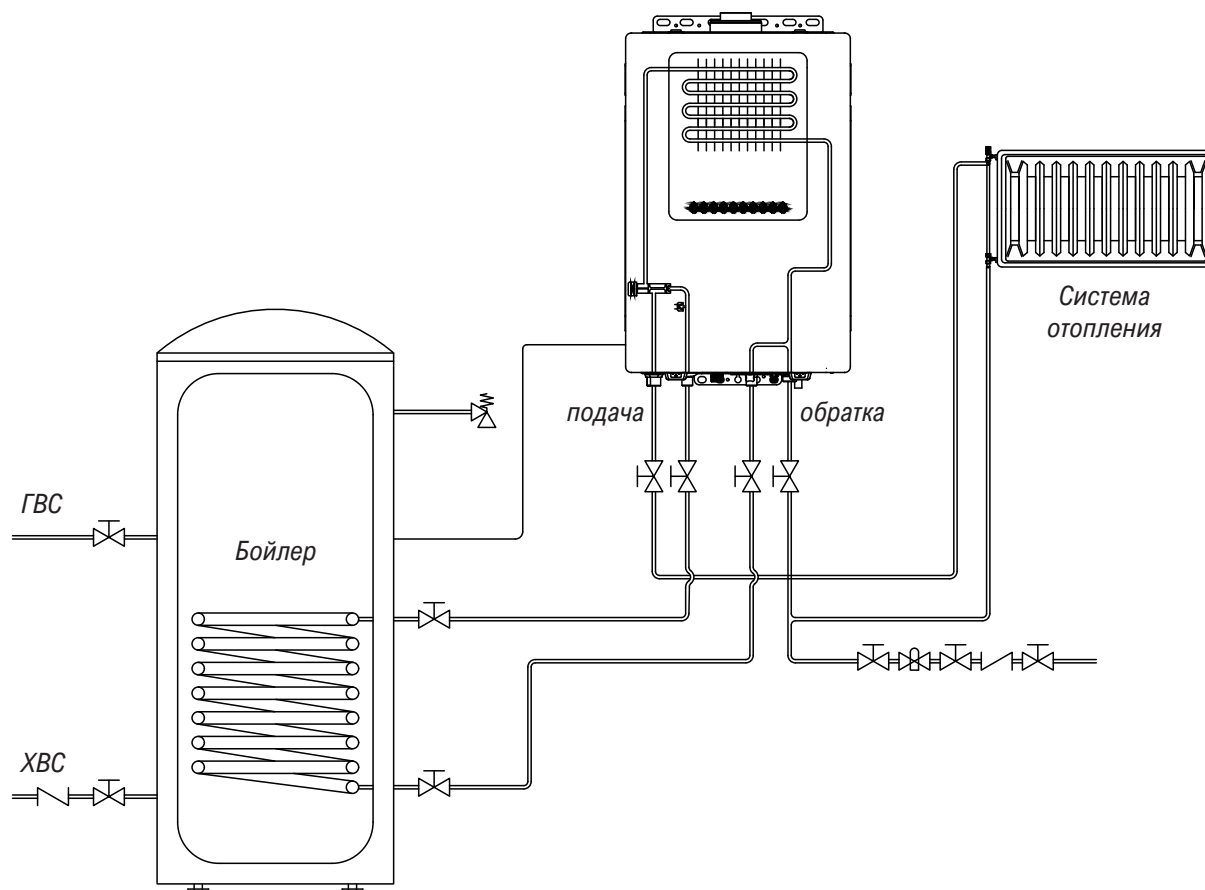 Система
отопления
подача
обратка
ГВС
Бойлер
ХВС